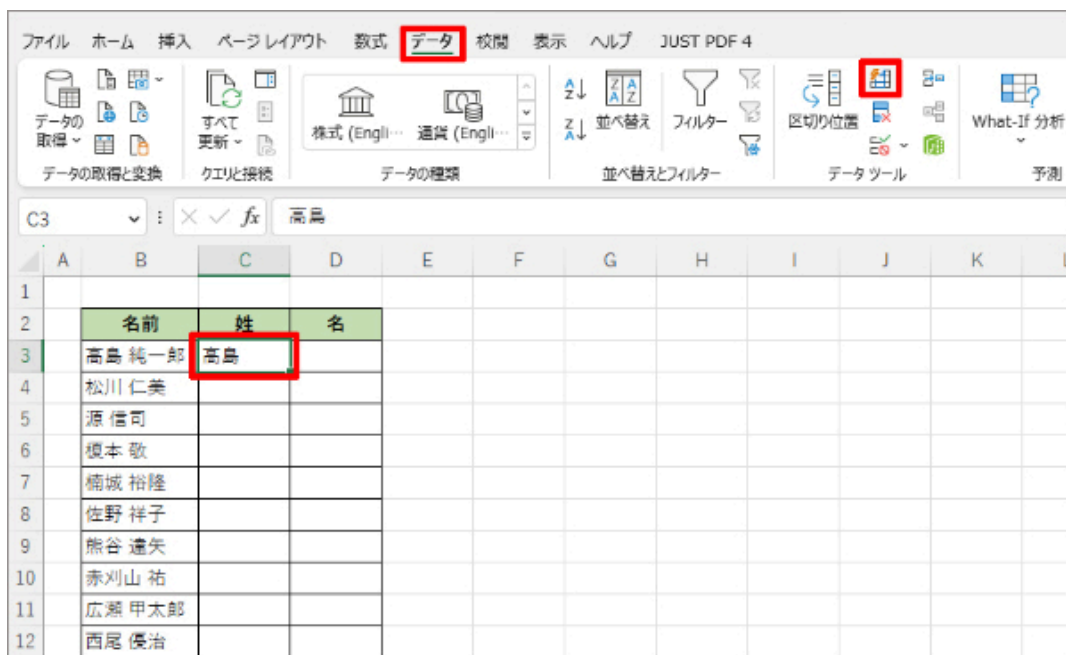 ファイル ホーム 挿入 ページ レイアウト 数式 データ 校閲 表示 ヘルプ JUST PDF 4
データの取得
すべて更新
株式 (Engli… 通貨 (Engli…
並べ替え
フィルター
区切り位置
What-If 分析
データの取得と変換 クエリと接続 データの種類 並べ替えとフィルター データ ツール 予測
C3 fx 高島
A B C D E F G H I J K
1
2 名前 姓 名
3 高島 純一郎 高島
4 松川 仁美
5 源 信司
6 榎本 敬
7 楠城 裕隆
8 佐野 祥子
9 熊谷 達矢
10 赤刈山 祐
11 広瀬 甲太郎
12 西尾 優治